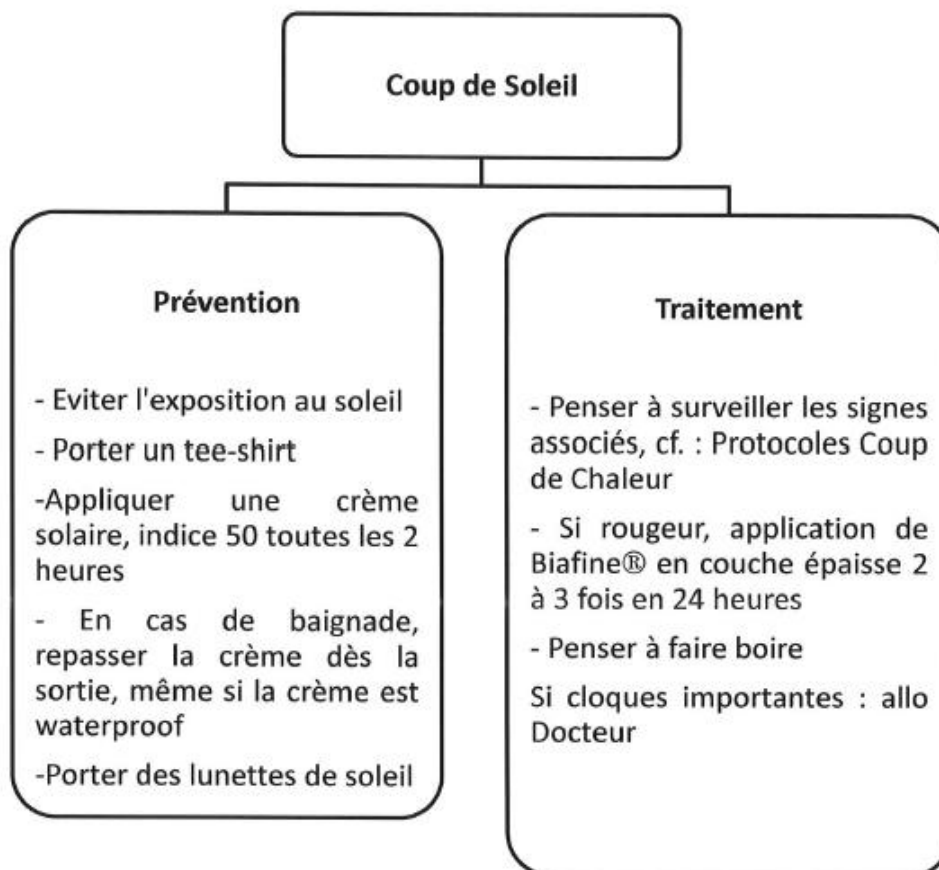 Coup de Soleil
Prévention
- Eviter l'exposition au soleil
- Porter un tee-shirt
-Appliquer une crème
solaire, indice 50 toutes les 2
heures
- En cas de baignade,
repasser la crème dès la
sortie, même si la crème est
waterproof
-Porter des lunettes de soleil
Traitement
- Penser à surveiller les signes
associés, cf. : Protocoles Coup
de Chaleur
- Si rougeur, application de
Biafine® en couche épaisse 2
à 3 fois en 24 heures
- Penser à faire boire
Si cloques importantes : allo
Docteur